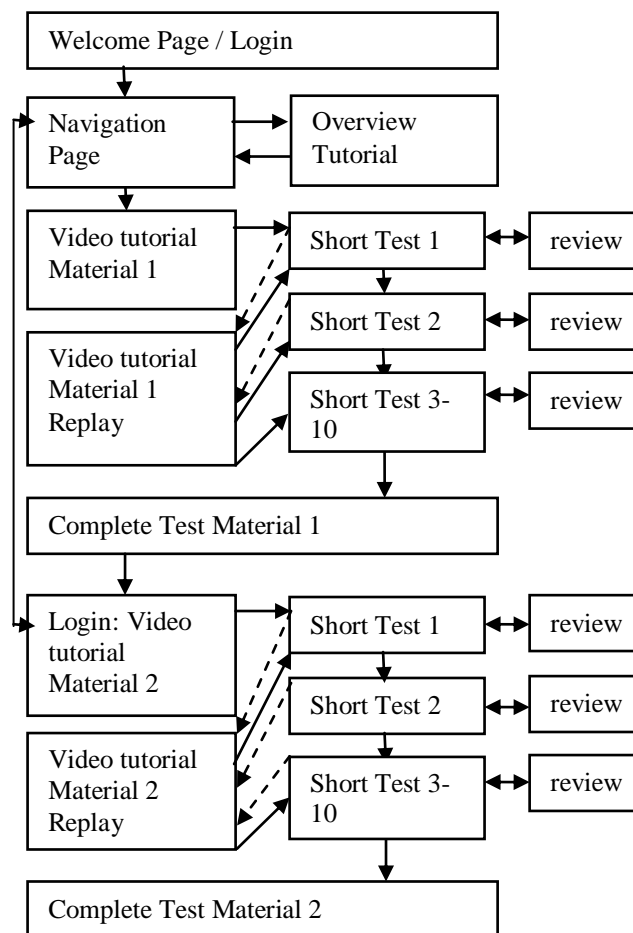 Welcome Page / Login
Navigation
Page
Overview
Tutorial
Video tutorial
Material 1
Short Test 1
review
Video tutorial
Material 1
Replay
Short Test 2
review
Short Test 3-
10
review
Complete Test Material 1
Login: Video
tutorial
Material 2
Short Test 1
review
Short Test 2
review
Video tutorial
Material 2
Replay
Short Test 3-
10
review
Complete Test Material 2